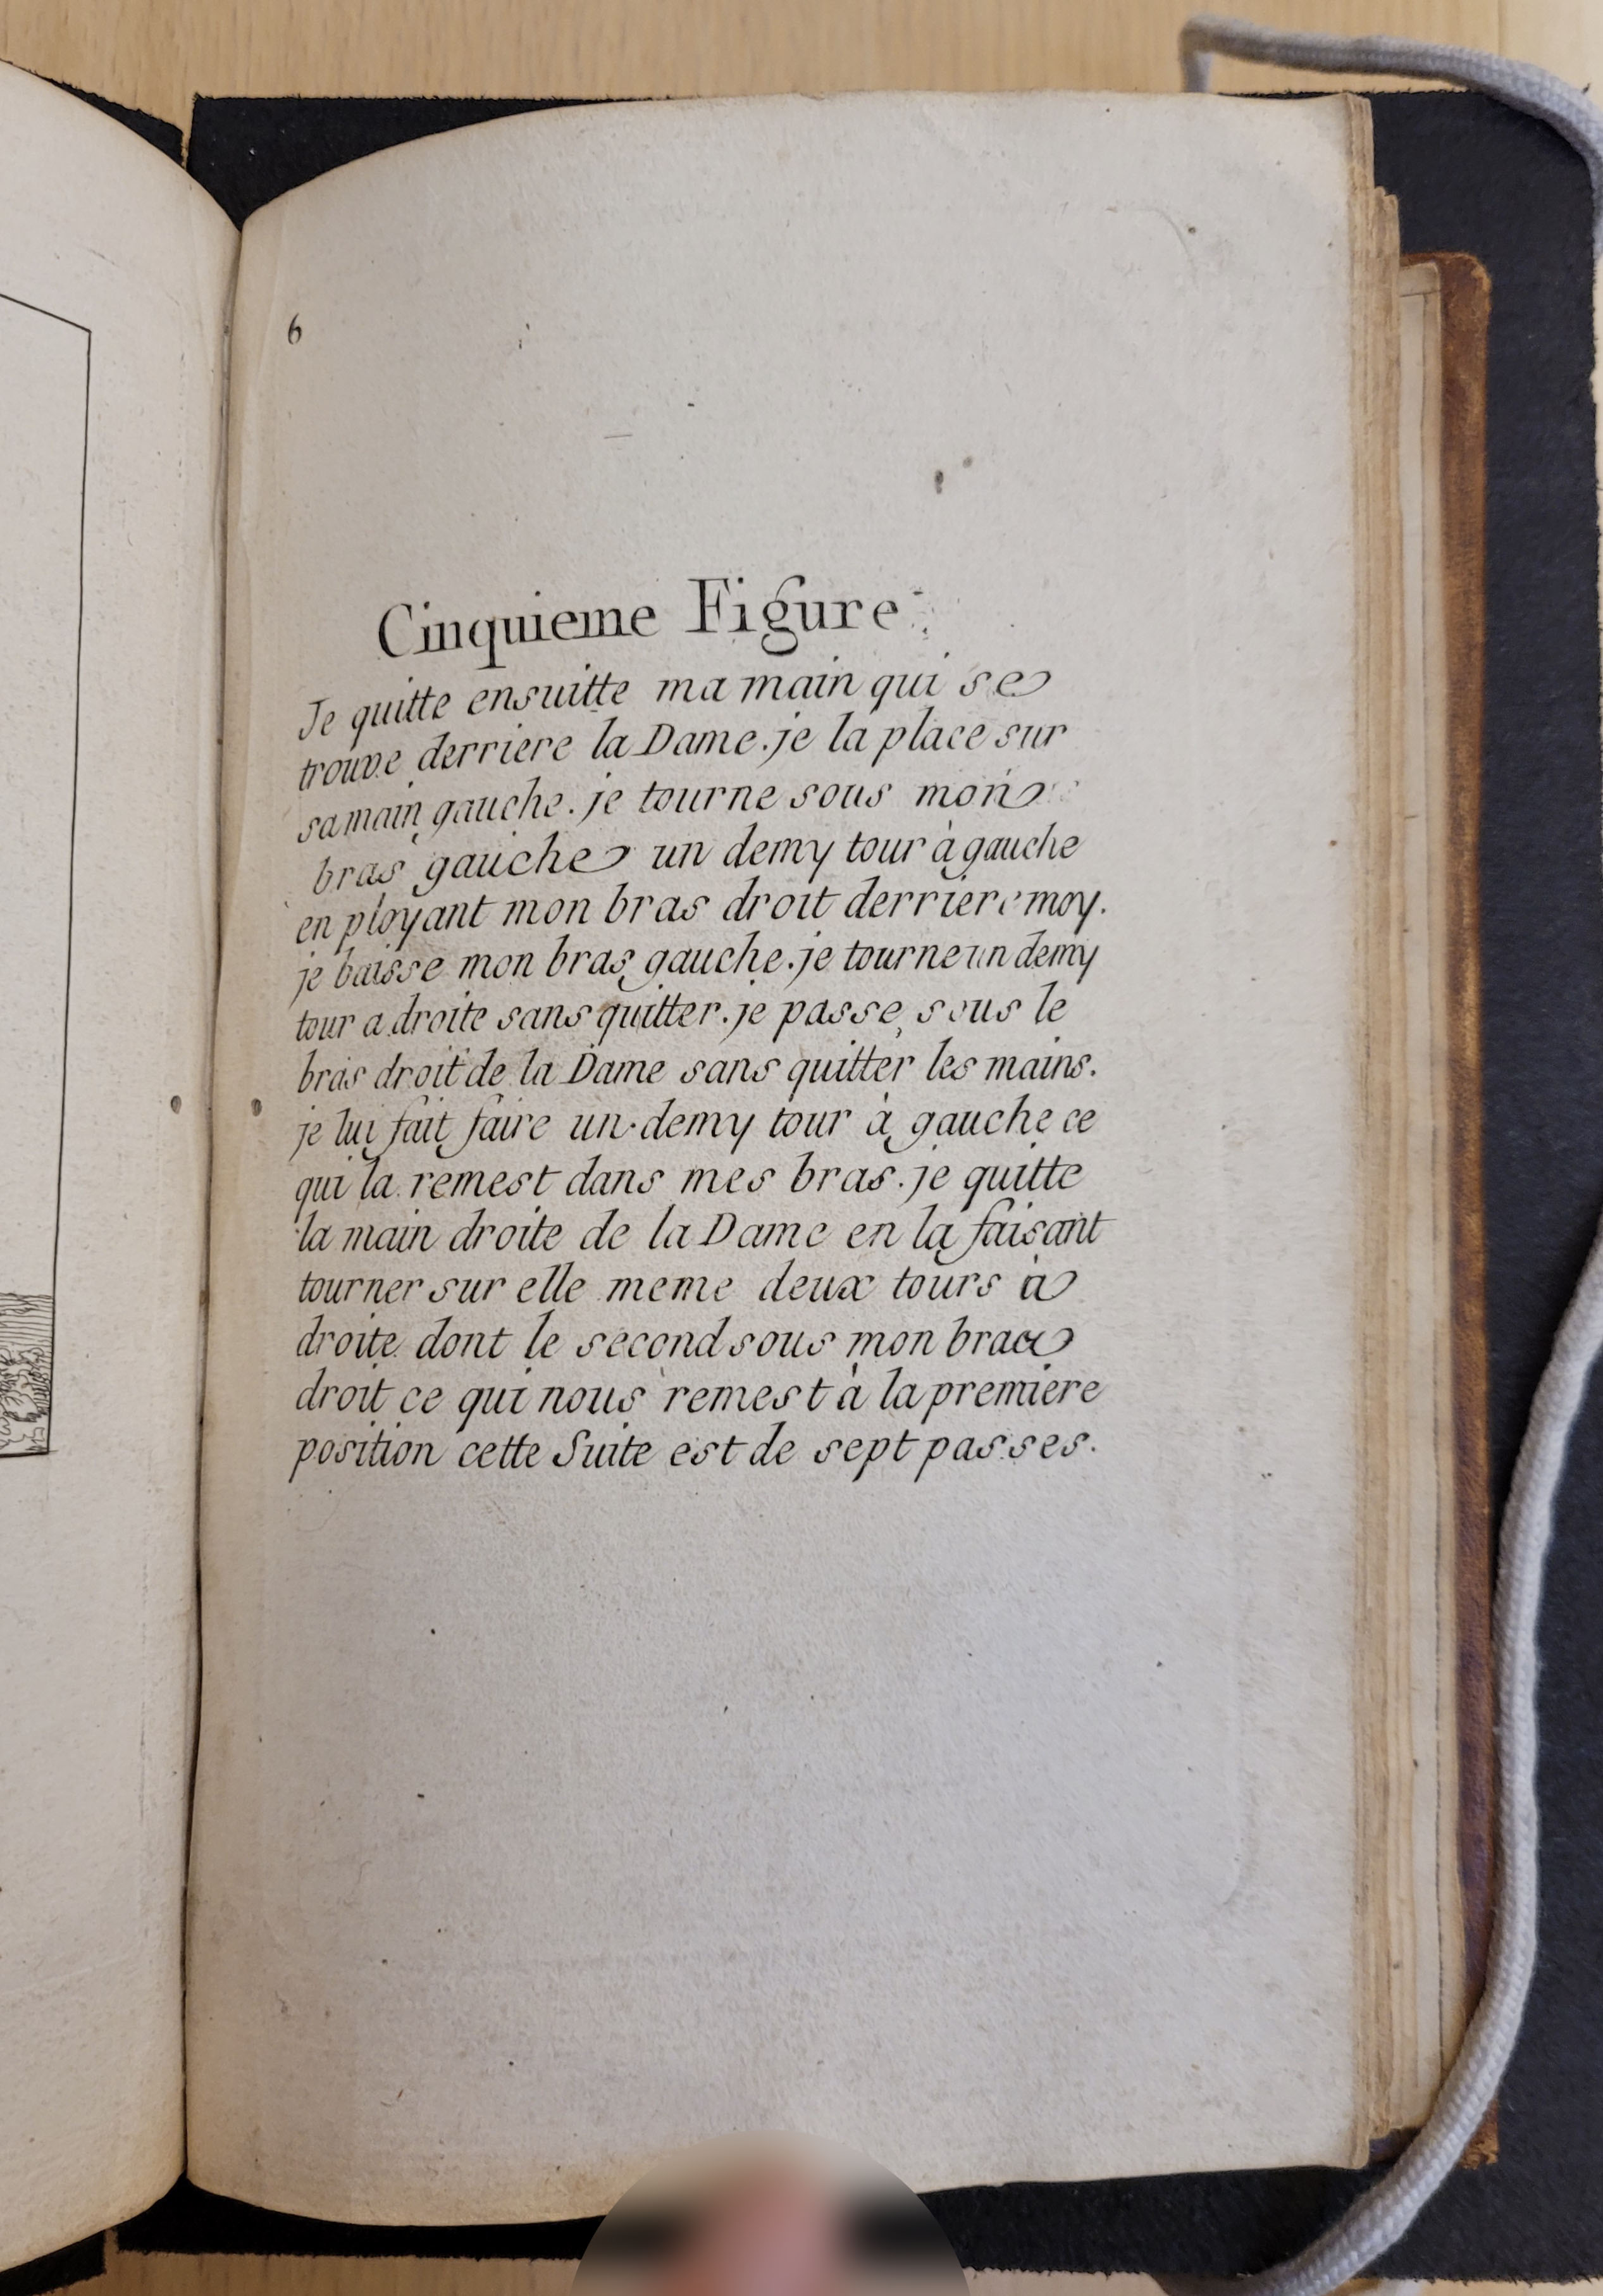 6
Cinquieme Figure
Je quitte ensuitte ma main qui se
trouve derriere la Dame. je la place sur
sa main gauche. je tourne sous mon
bras gauche un demy tour à gauche
en ployant mon bras droit derriere moy.
je baisse mon bras gauche. je tourne un demy
tour a droite sans quitter. je passe sous le
bras droit de la Dame sans quitter les mains.
je lui fait faire un demy tour à gauche ce
qui la remest dans mes bras. je quitte
la main droite de la Dame en la faisant
tourner sur elle meme deux tours à
droite dont le second sous mon bras
droit ce qui nous remest à la premiere
position cette Suite est de sept passes.